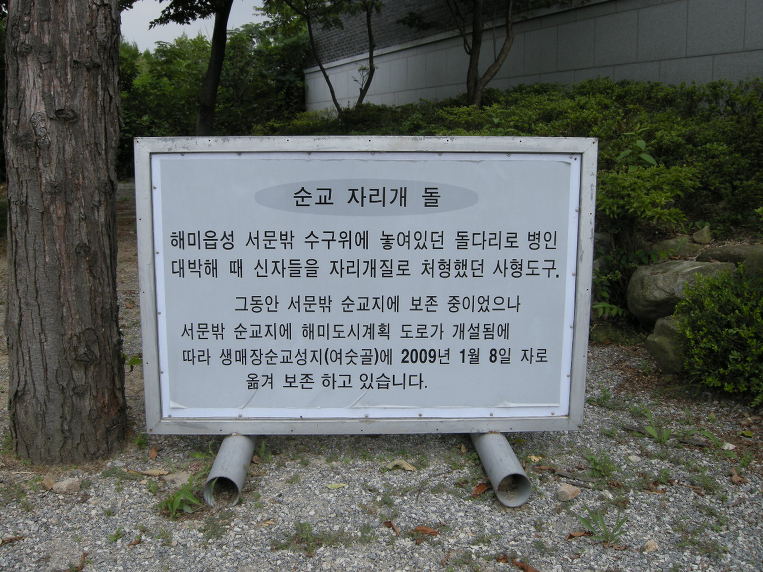 순교 자리개 돌
해미읍성 서문밖 수구위에 놓여있던 돌다리로 병인
대박해 때 신자들을 자리개질로 처형했던 사형도구.
그동안 서문밖 순교지에 보존 중이었으나
서문밖 순교지에 해미도시계획 도로가 개설됨에
따라 생매장순교성지(여숫골)에 2009년 1월 8일 자로
옮겨 보존 하고 있습니다.